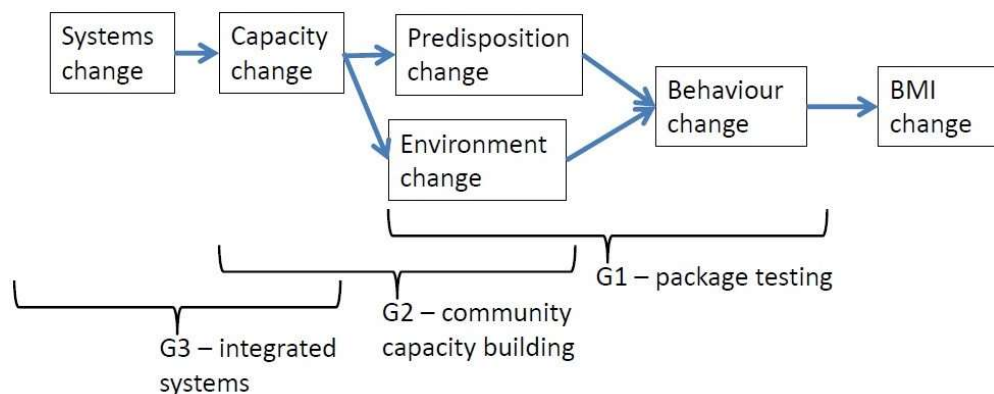 Systems
change
Capacity
change
Predisposition
change
Environment
change
Behaviour
change
BMI
change
G1 – package testing
G2 – community
capacity building
G3 – integrated
systems